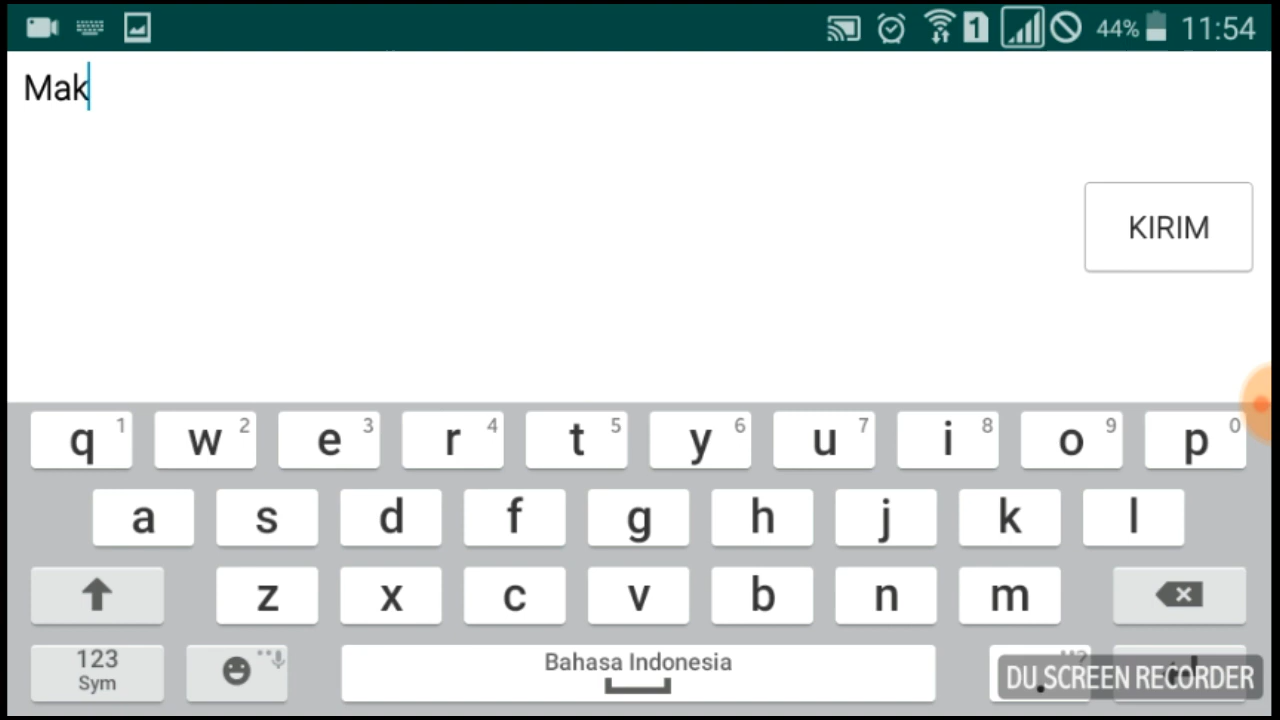 1 44% 11:54
Mak
KIRIM
q 1 w 2 e 3 r 4 t 5 y 6 u 7 i 8 o 9 p 0
a s d f g h j k l
z x c v b n m
123 Sym Bahasa Indonesia .
DU SCREEN RECORDER